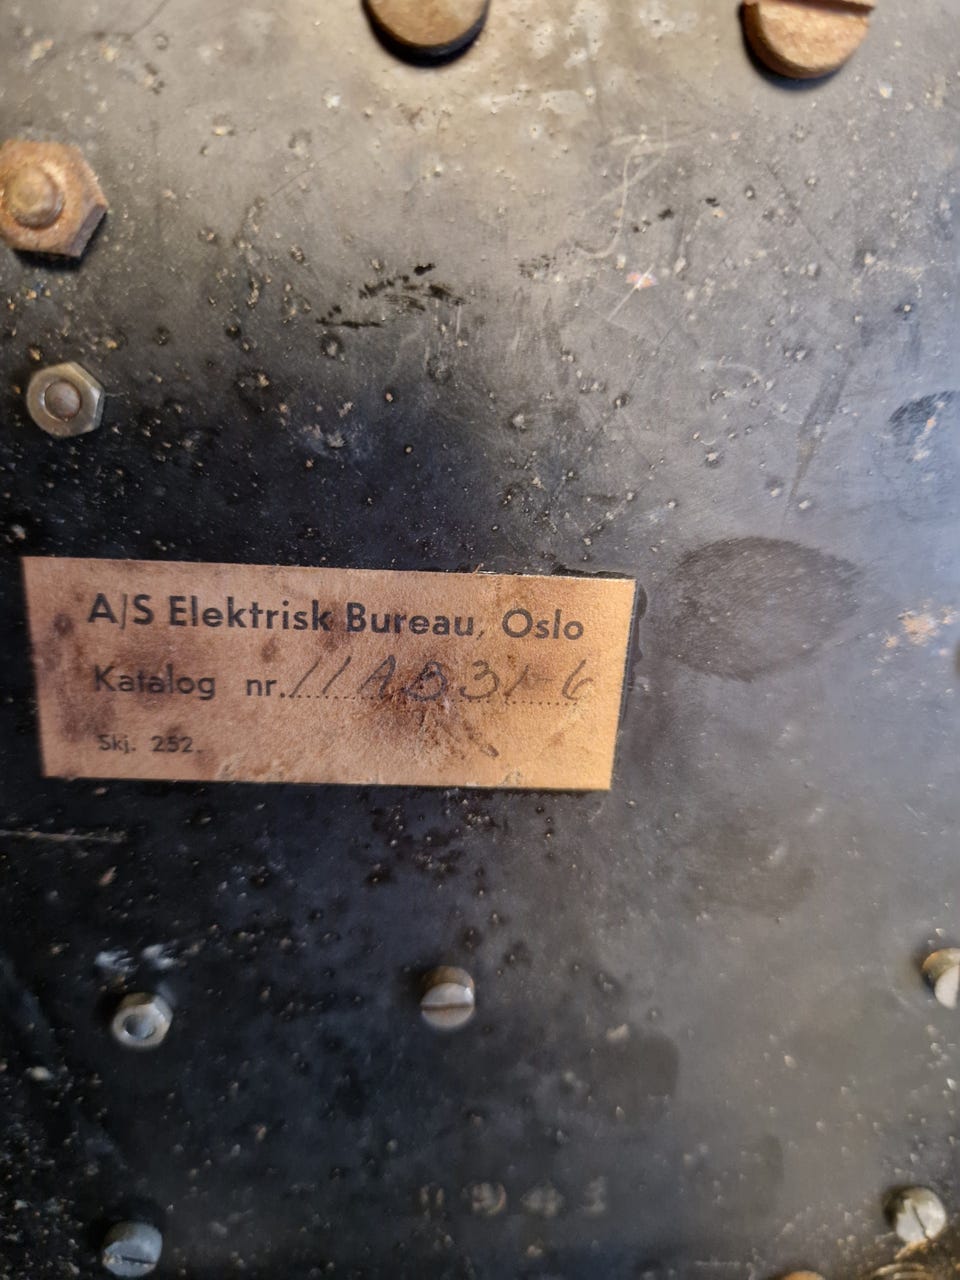 A/S Elektrisk Bureau, Oslo
Katalog nr. 11AB31-6
Skj. 252.